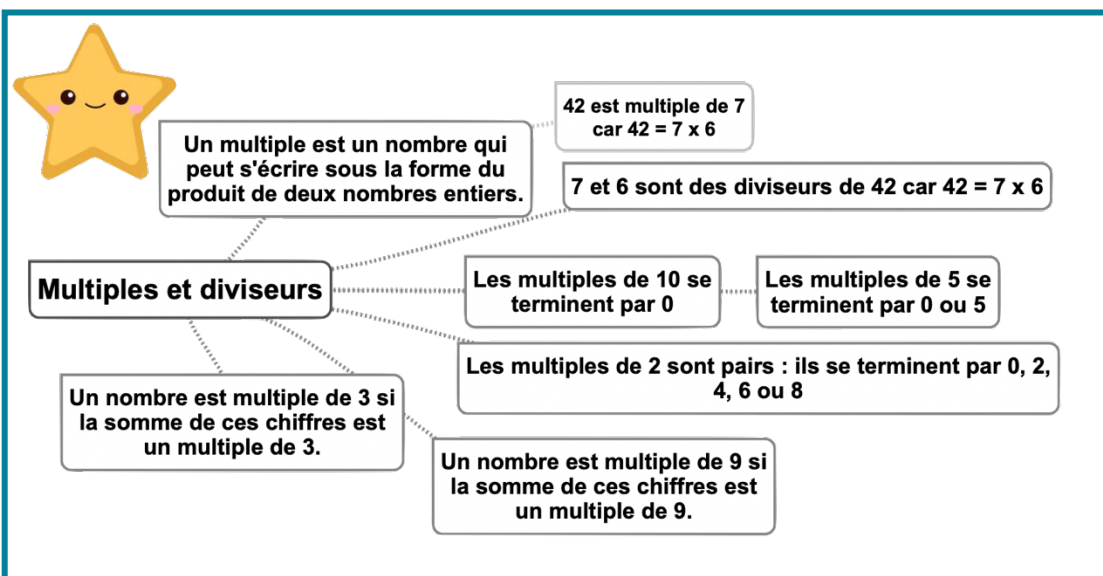 42 est multiple de 7
car 42 = 7 x 6
Un multiple est un nombre qui
peut s'écrire sous la forme du
produit de deux nombres entiers.
7 et 6 sont des diviseurs de 42 car 42 = 7 x 6
Multiples et diviseurs
Les multiples de 10 se
terminent par 0
Les multiples de 5 se
terminent par 0 ou 5
Les multiples de 2 sont pairs : ils se terminent par 0, 2,
4, 6 ou 8
Un nombre est multiple de 3 si
la somme de ces chiffres est
un multiple de 3.
Un nombre est multiple de 9 si
la somme de ces chiffres est
un multiple de 9.